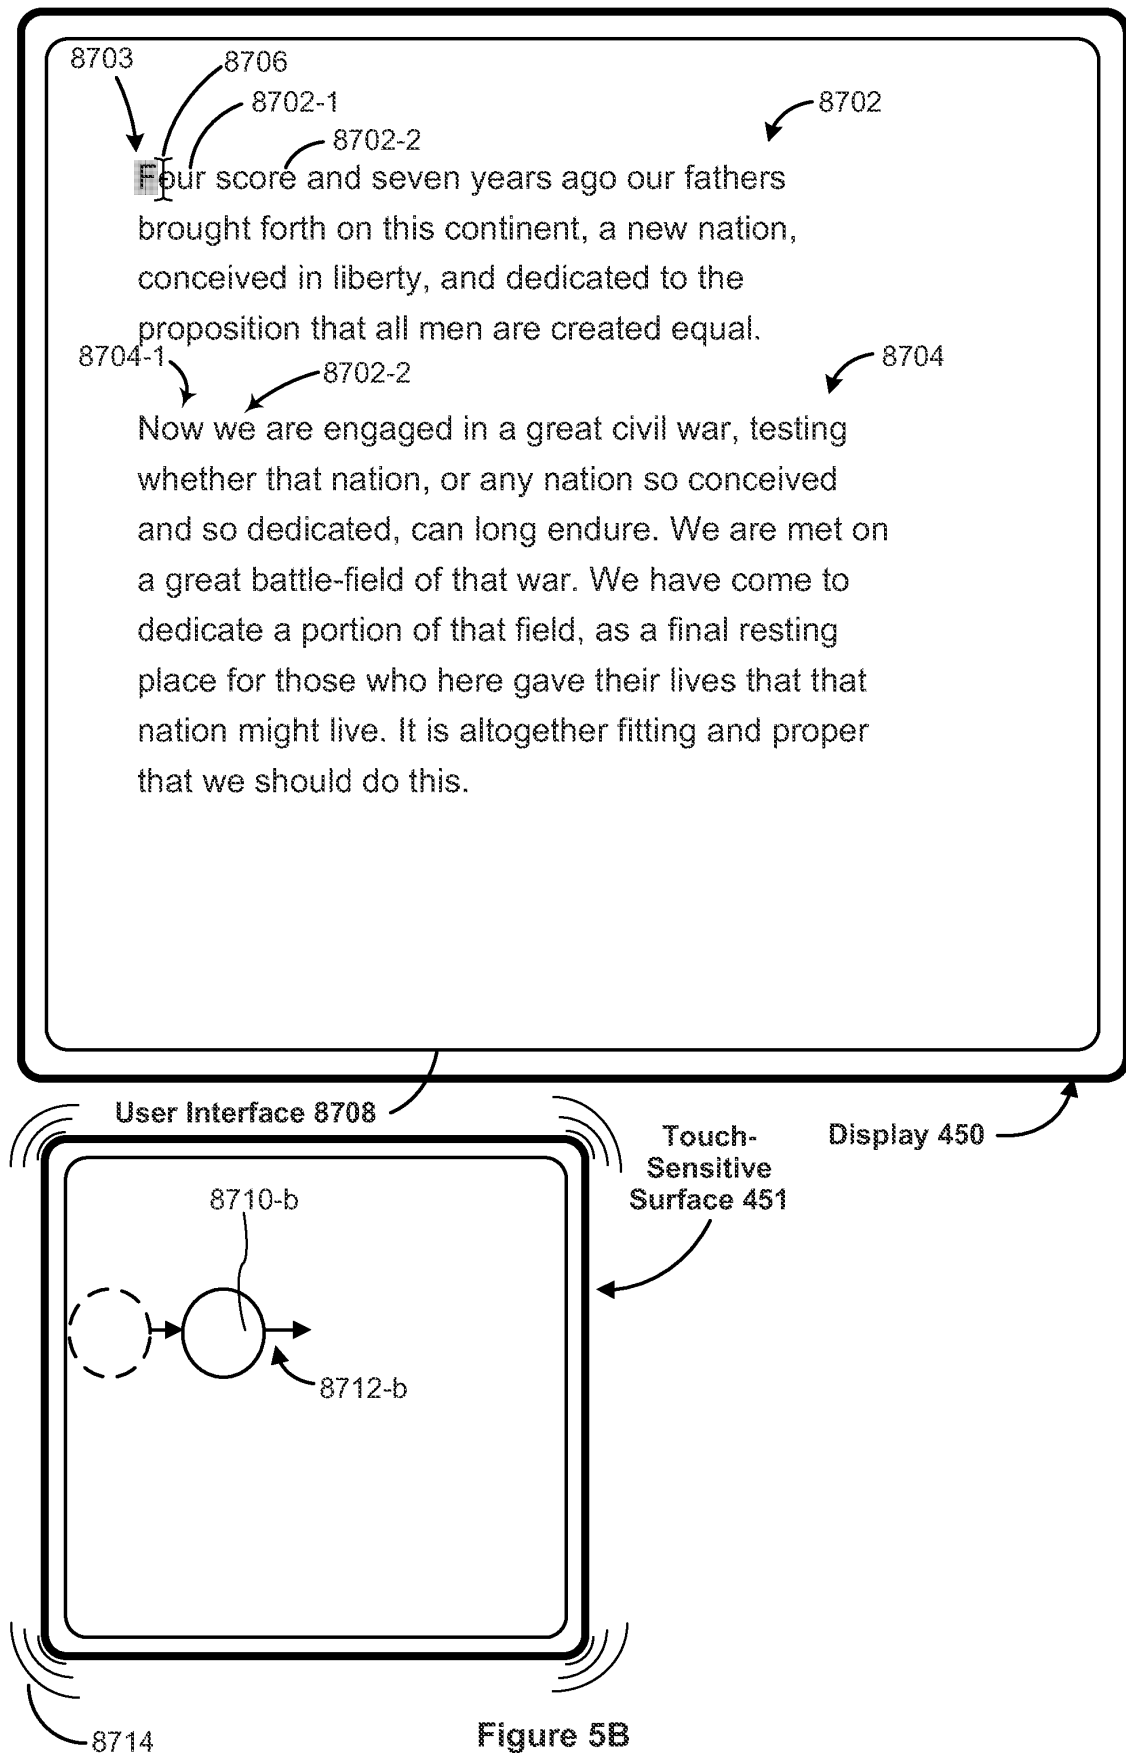 8703
8706
8702-1
8702
8702-2
Four score and seven years ago our fathers
brought forth on this continent, a new nation,
conceived in liberty, and dedicated to the
proposition that all men are created equal.
8704-1
8702-2
8704
Now we are engaged in a great civil war, testing
whether that nation, or any nation so conceived
and so dedicated, can long endure. We are met on
a great battle-field of that war. We have come to
dedicate a portion of that field, as a final resting
place for those who here gave their lives that that
nation might live. It is altogether fitting and proper
that we should do this.
User Interface 8708
Display 450
Touch-
Sensitive
Surface 451
8710-b
8712-b
8714
Figure 5B